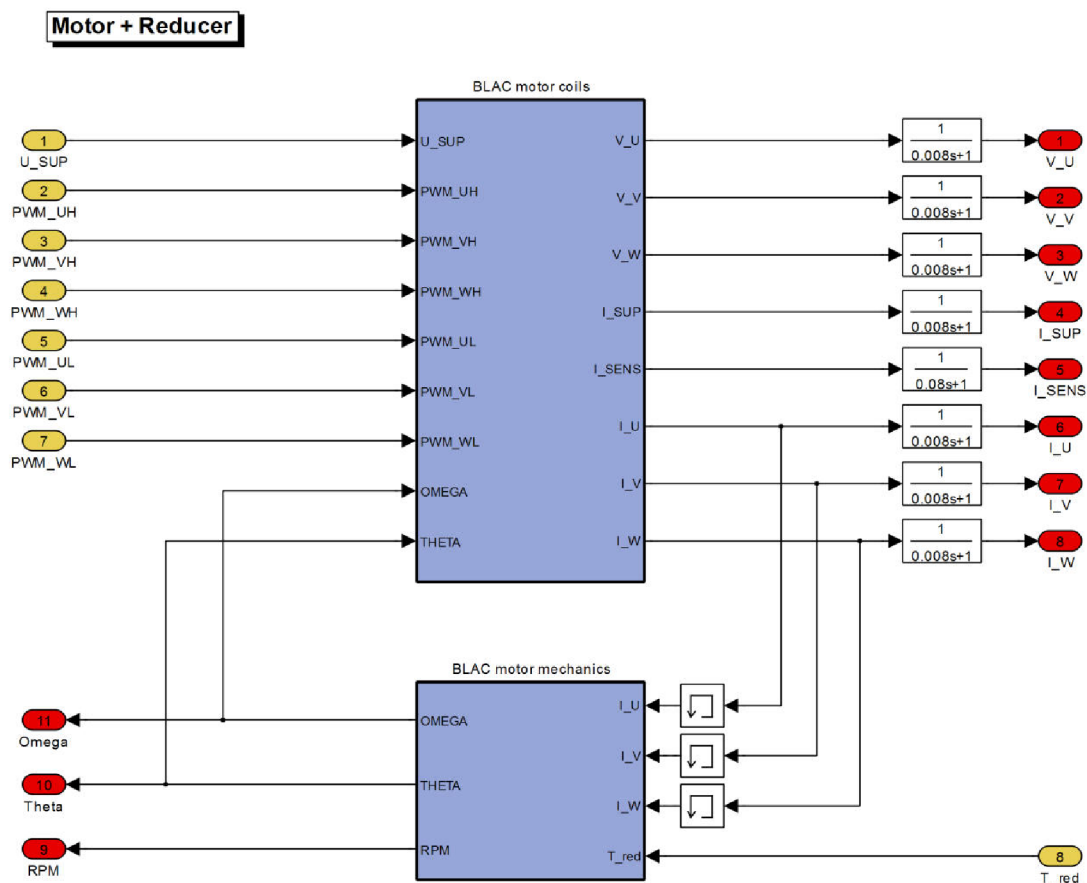 Motor + Reducer
BLAC motor coils
1
U_SUP
2
PWM_UH
3
PWM_VH
4
PWM_WH
5
PWM_UL
6
PWM_VL
7
PWM_WL
U_SUP
PWM_UH
PWM_VH
PWM_WH
PWM_UL
PWM_VL
PWM_WL
OMEGA
THETA
V_U
V_V
V_W
I_SUP
I_SENS
I_U
I_V
I_W
1
0.008s+1
1
0.008s+1
1
0.008s+1
1
0.008s+1
1
0.08s+1
1
0.008s+1
1
0.008s+1
1
0.008s+1
1
V_U
2
V_V
3
V_W
4
I_SUP
5
I_SENS
6
I_U
7
I_V
8
I_W
BLAC motor mechanics
11
Omega
10
Theta
9
RPM
OMEGA
THETA
RPM
I_U
I_V
I_W
T_red
8
T_red